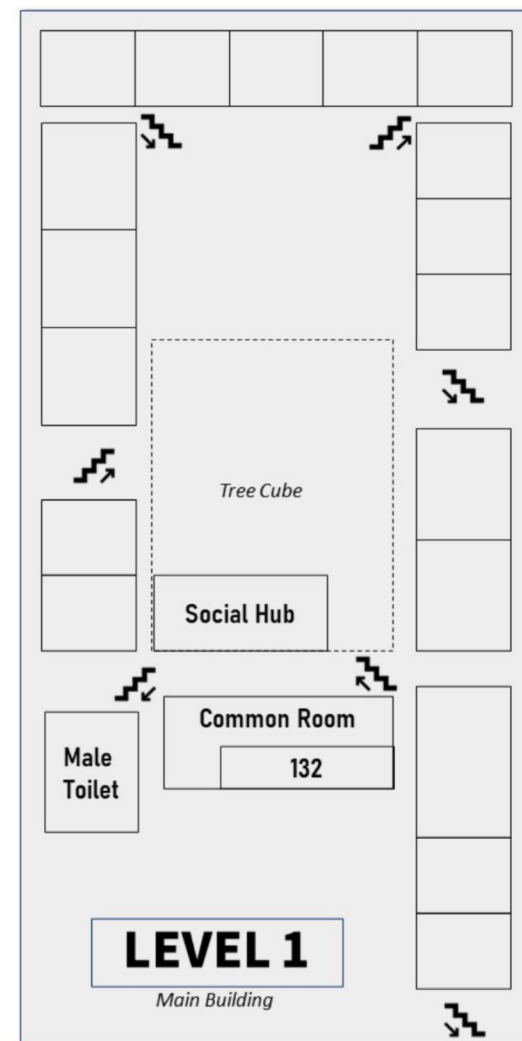 Tree Cube
Social Hub
Common Room
132
Male
Toilet
LEVEL 1
Main Building